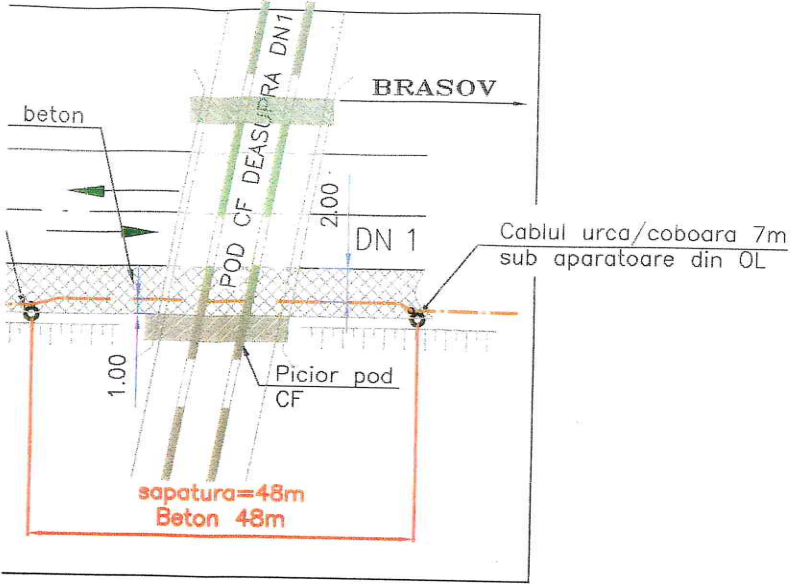 POD CF DEASUPRA DN1
BRASOV
beton
2.00
DN 1
Cablul urca/coboara 7m
sub aparatoare din OL
1.00
Picior pod
CF
sapatura=48m
Beton 48m